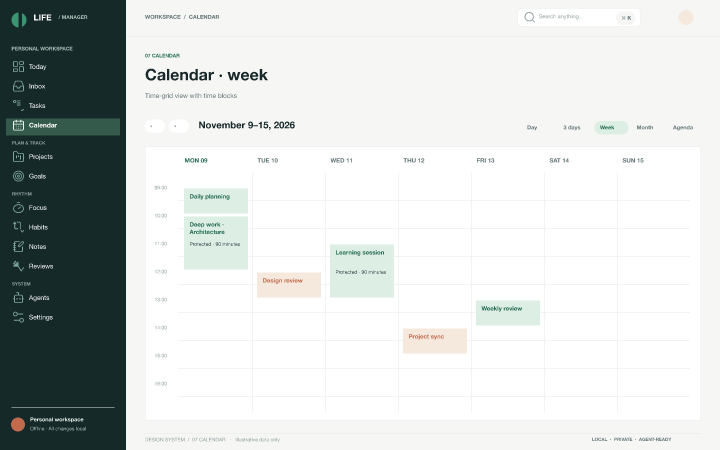 LIFE / MANAGER
PERSONAL WORKSPACE
Today
Inbox
Tasks
Calendar
PLAN & TRACK
Projects
Goals
RHYTHM
Focus
Habits
Notes
Reviews
SYSTEM
Agents
Settings
Personal workspace
Offline · All changes local
WORKSPACE / CALENDAR
Search anything...
⌘ K
07 CALENDAR
Calendar · week
Time-grid view with time blocks
‹ ›
November 9–15, 2026
Day 3 days Week Month Agenda
MON 09 TUE 10 WED 11 THU 12 FRI 13 SAT 14 SUN 15
09:00
Daily planning
10:00
Deep work ·
Architecture
Protected · 90 minutes
11:00
Learning session
Protected · 90 minutes
12:00
Design review
13:00
Weekly review
14:00
Project sync
15:00
16:00
DESIGN SYSTEM / 07 CALENDAR · Illustrative data only
LOCAL · PRIVATE · AGENT-READY